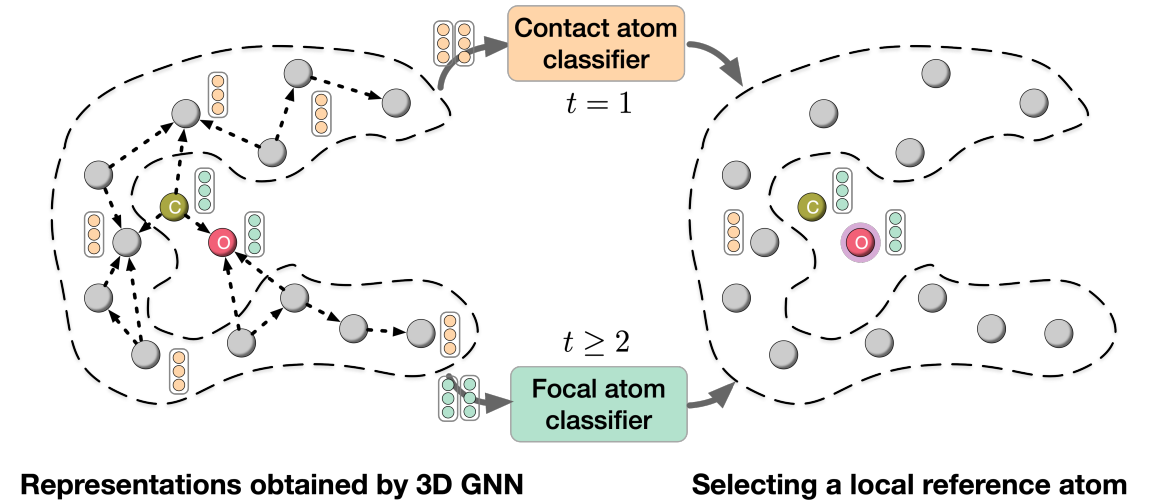 Contact atom
classifier
t = 1
C
O
C
O
t ≥ 2
Focal atom
classifier
Representations obtained by 3D GNN
Selecting a local reference atom